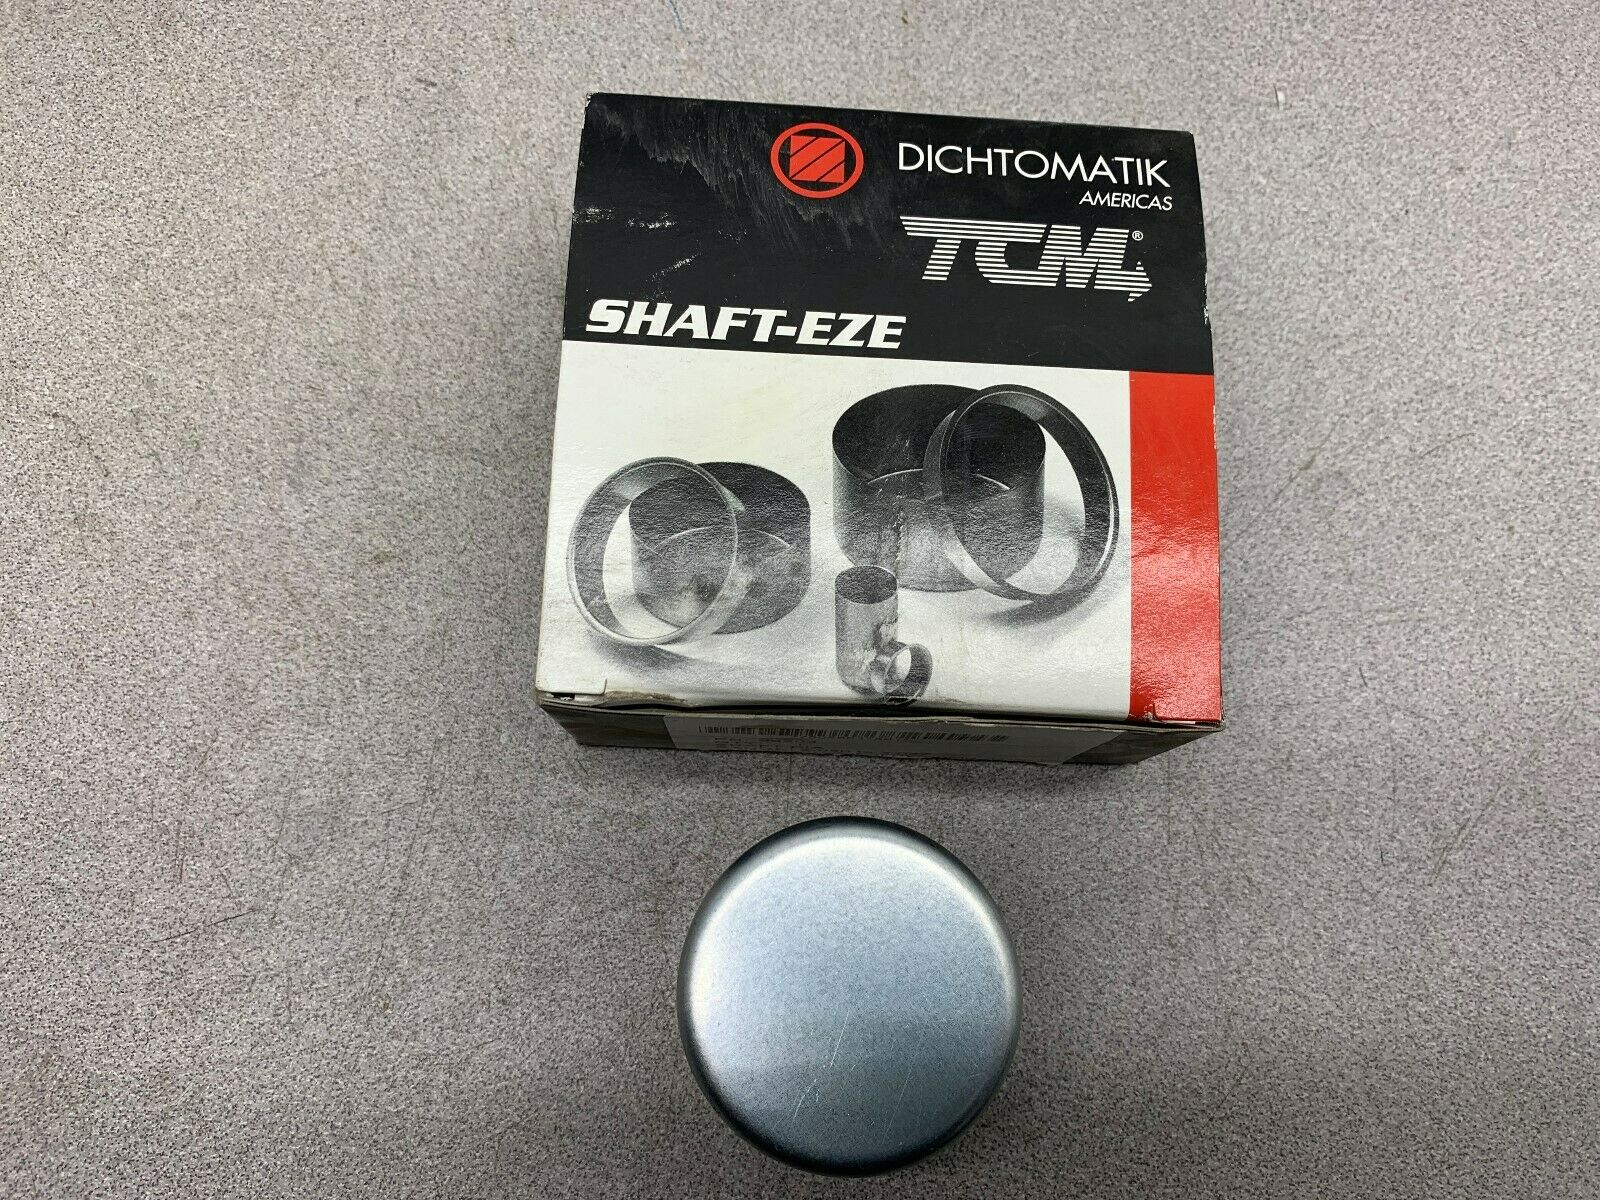 DICHTOMATIK
AMERICAS
TCM®
SHAFT-EZE